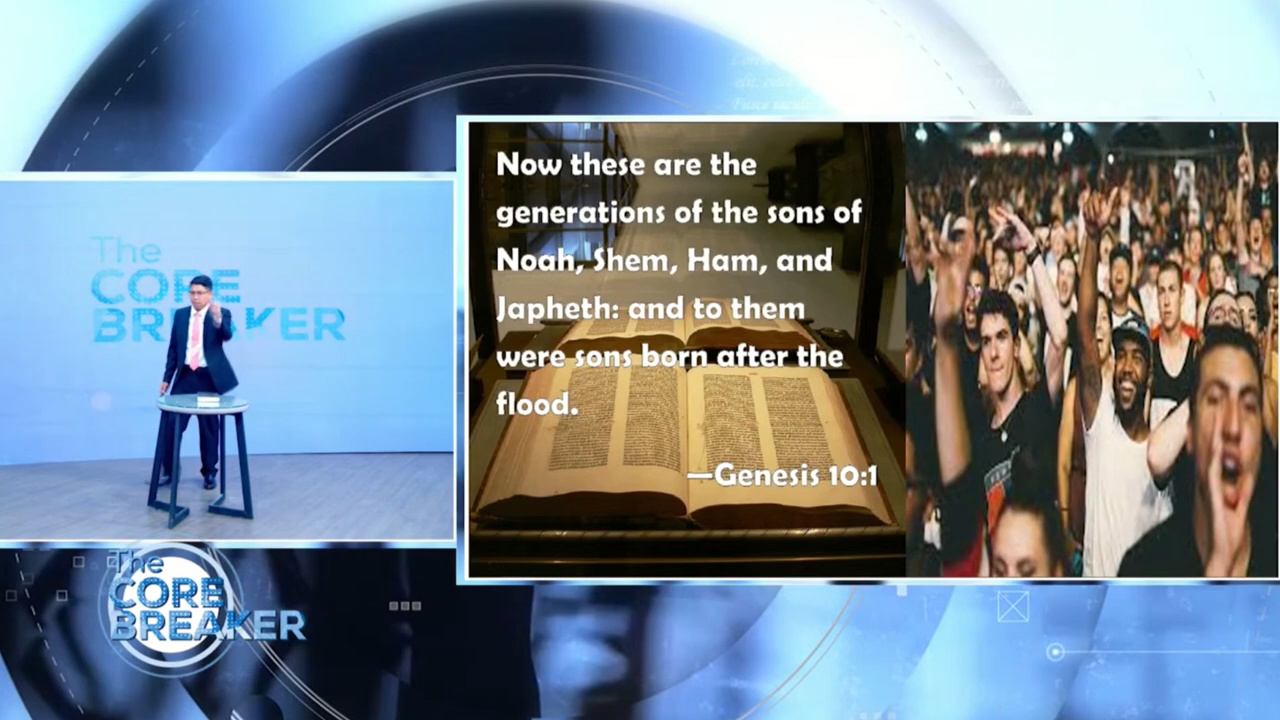 The
CORE
BREAKER
Now these are the
generations of the sons of
Noah, Shem, Ham, and
Japheth: and to them
were sons born after the
flood.
—Genesis 10:1
The
CORE
BREAKER